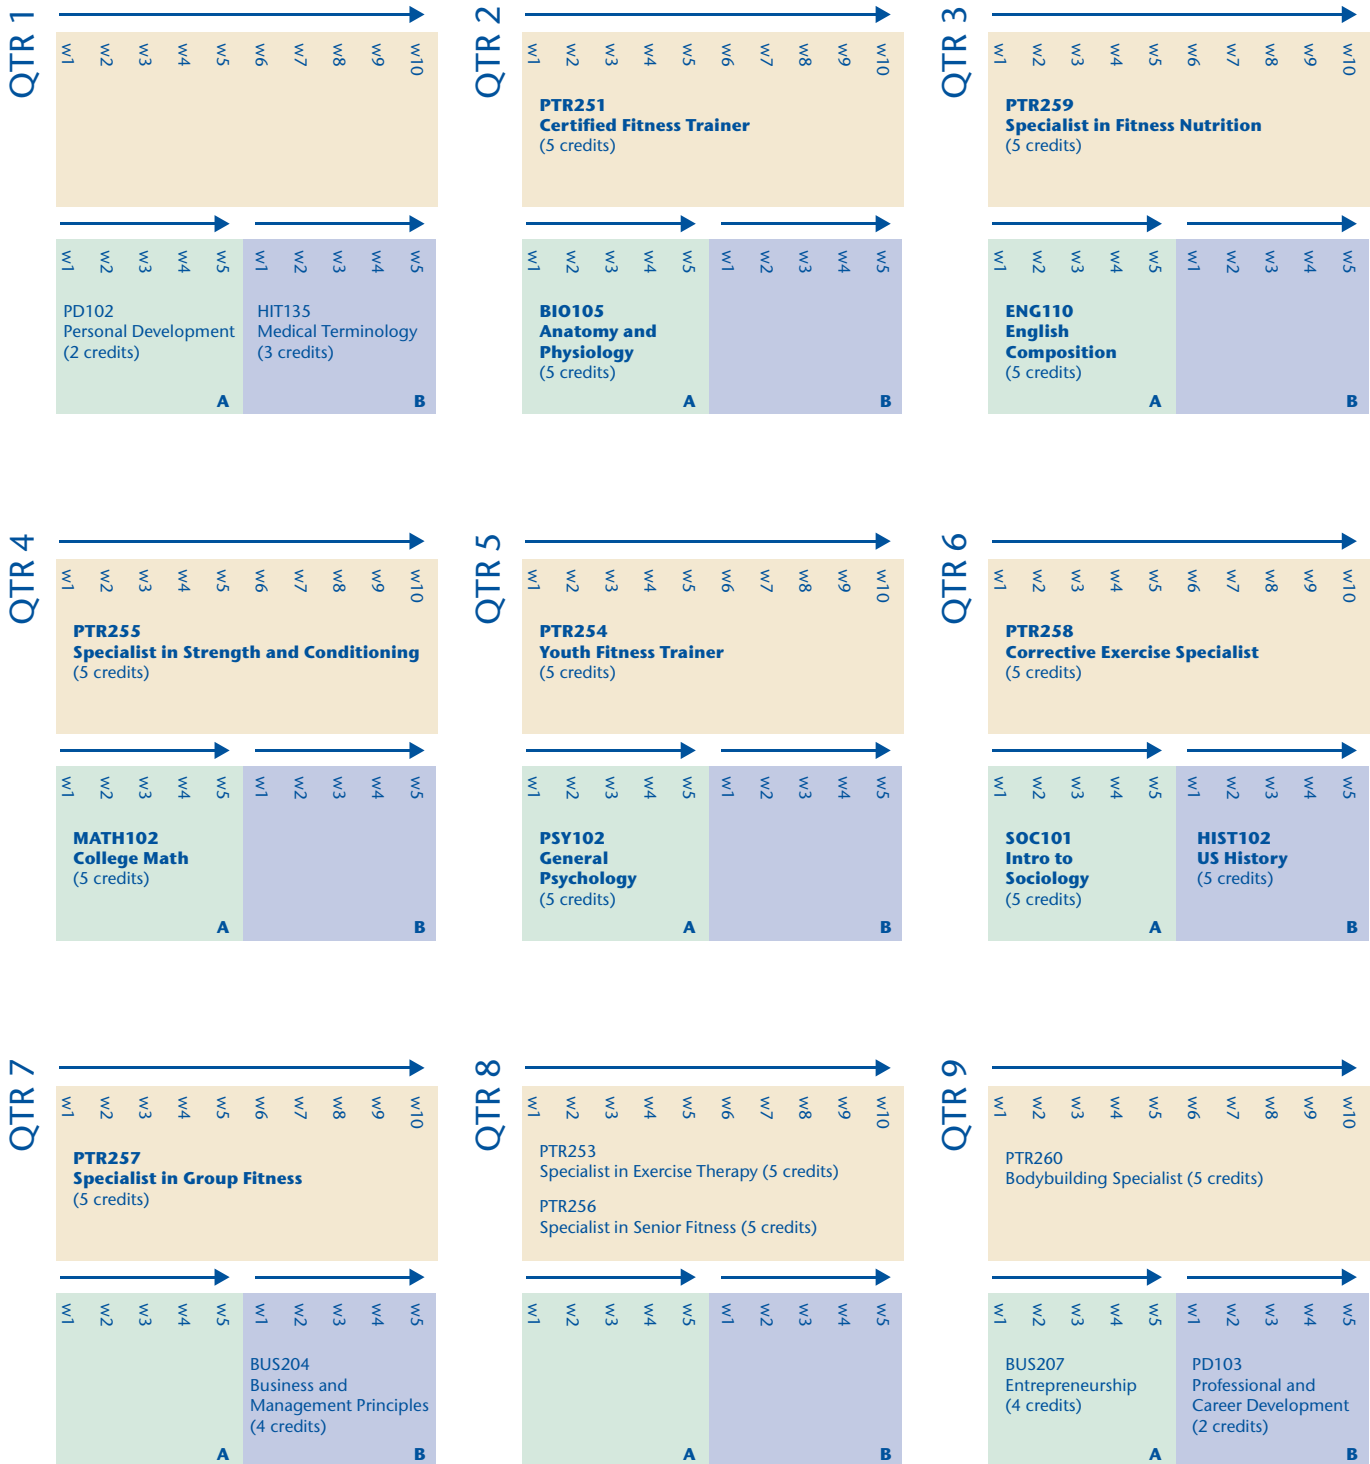 QTR 1
w1 w2 w3 w4 w5 w6 w7 w8 w9 w10
w1 w2 w3 w4 w5
PD102
Personal Development
(2 credits)
A
w1 w2 w3 w4 w5
HIT135
Medical Terminology
(3 credits)
B
QTR 2
w1 w2 w3 w4 w5 w6 w7 w8 w9 w10
PTR251
Certified Fitness Trainer
(5 credits)
w1 w2 w3 w4 w5
BIO105
Anatomy and
Physiology
(5 credits)
A
w1 w2 w3 w4 w5
B
QTR 3
w1 w2 w3 w4 w5 w6 w7 w8 w9 w10
PTR259
Specialist in Fitness Nutrition
(5 credits)
w1 w2 w3 w4 w5
ENG110
English
Composition
(5 credits)
A
w1 w2 w3 w4 w5
B
QTR 4
w1 w2 w3 w4 w5 w6 w7 w8 w9 w10
PTR255
Specialist in Strength and Conditioning
(5 credits)
w1 w2 w3 w4 w5
MATH102
College Math
(5 credits)
A
w1 w2 w3 w4 w5
B
QTR 5
w1 w2 w3 w4 w5 w6 w7 w8 w9 w10
PTR254
Youth Fitness Trainer
(5 credits)
w1 w2 w3 w4 w5
PSY102
General
Psychology
(5 credits)
A
w1 w2 w3 w4 w5
B
QTR 6
w1 w2 w3 w4 w5 w6 w7 w8 w9 w10
PTR258
Corrective Exercise Specialist
(5 credits)
w1 w2 w3 w4 w5
SOC101
Intro to
Sociology
(5 credits)
A
w1 w2 w3 w4 w5
HIST102
US History
(5 credits)
B
QTR 7
w1 w2 w3 w4 w5 w6 w7 w8 w9 w10
PTR257
Specialist in Group Fitness
(5 credits)
w1 w2 w3 w4 w5
A
w1 w2 w3 w4 w5
BUS204
Business and
Management Principles
(4 credits)
B
QTR 8
w1 w2 w3 w4 w5 w6 w7 w8 w9 w10
PTR253
Specialist in Exercise Therapy (5 credits)
PTR256
Specialist in Senior Fitness (5 credits)
w1 w2 w3 w4 w5
A
w1 w2 w3 w4 w5
B
QTR 9
w1 w2 w3 w4 w5 w6 w7 w8 w9 w10
PTR260
Bodybuilding Specialist (5 credits)
w1 w2 w3 w4 w5
BUS207
Entrepreneurship
(4 credits)
A
w1 w2 w3 w4 w5
PD103
Professional and
Career Development
(2 credits)
B